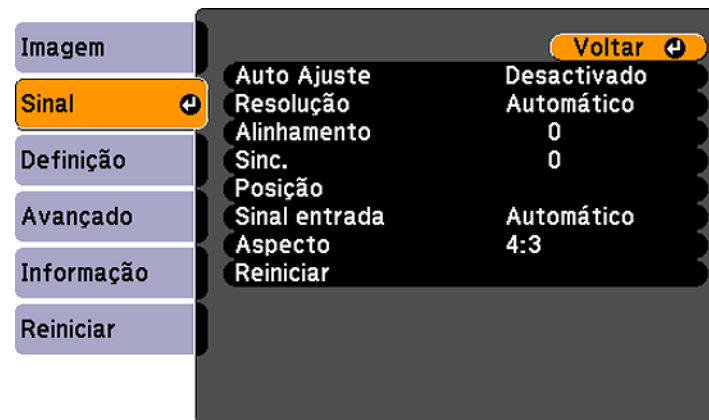 Imagem
Sinal
Definição
Avançado
Informação
Reiniciar
Voltar
Auto Ajuste Desactivado
Resolução Automático
Alinhamento 0
Sinc. 0
Posição
Sinal entrada Automático
Aspecto 4:3
Reiniciar